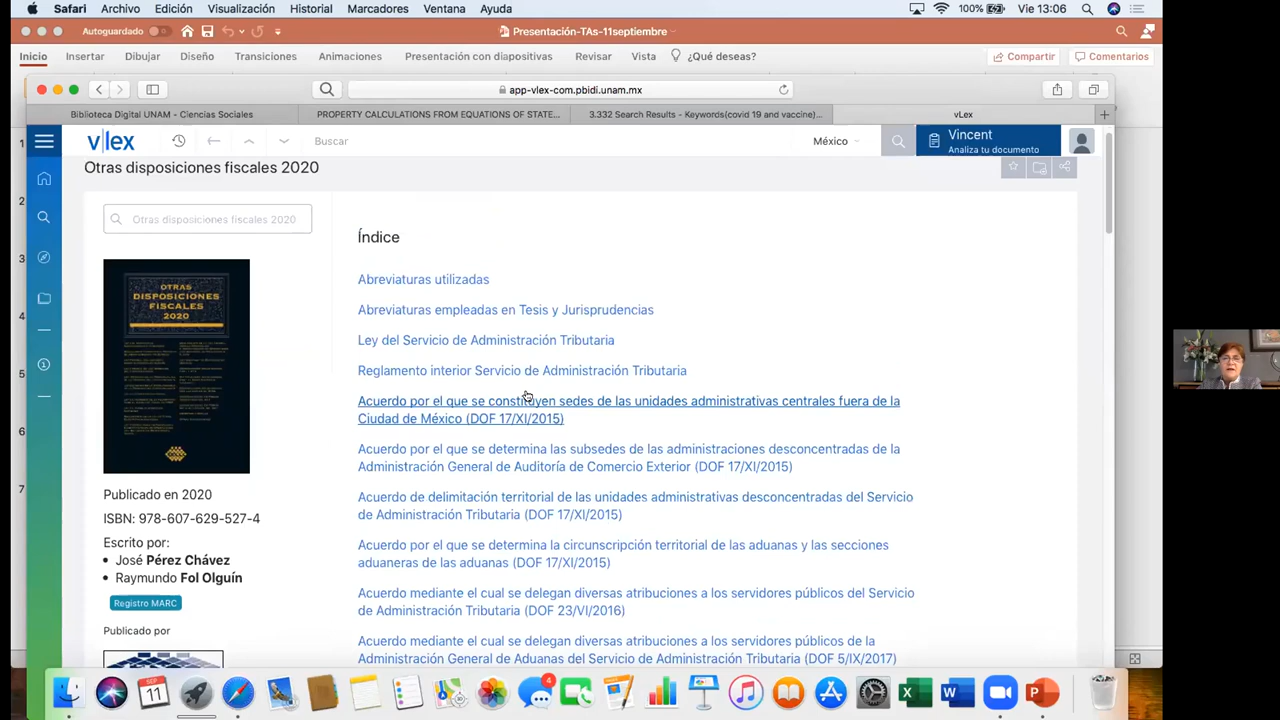 Safari Archivo Edición Visualización Historial Marcadores Ventana Ayuda 100% Vie 13:06
Autoguardado Presentación-TAs-11septiembre
Inicio Insertar Dibujar Diseño Transiciones Animaciones Presentación con diapositivas Revisar Vista ¿Qué deseas? Compartir Comentarios
app-vlex-com.pbidi.unam.mx
Biblioteca Digital UNAM - Ciencias Sociales PROPERTY CALCULATIONS FROM EQUATIONS OF STATE... 3.332 Search Results - Keywords(covid 19 and vaccine)... vLex
vlex Buscar México Vincent
Analiza tu documento
Otras disposiciones fiscales 2020
Otras disposiciones fiscales 2020
OTRAS
DISPOSICIONES
FISCALES
2020
Publicado en 2020
ISBN: 978-607-629-527-4
Escrito por:
José Pérez Chávez
Raymundo Fol Olguín
Registro MARC
Publicado por
Índice
Abreviaturas utilizadas
Abreviaturas empleadas en Tesis y Jurisprudencias
Ley del Servicio de Administración Tributaria
Reglamento interior Servicio de Administración Tributaria
Acuerdo por el que se constituyen sedes de las unidades administrativas centrales fuera de la
Ciudad de México (DOF 17/XI/2015)
Acuerdo por el que se determina las subsedes de las administraciones desconcentradas de la
Administración General de Auditoría de Comercio Exterior (DOF 17/XI/2015)
Acuerdo de delimitación territorial de las unidades administrativas desconcentradas del Servicio
de Administración Tributaria (DOF 17/XI/2015)
Acuerdo por el que se determina la circunscripción territorial de las aduanas y las secciones
aduaneras de las aduanas (DOF 17/XI/2015)
Acuerdo mediante el cual se delegan diversas atribuciones a los servidores públicos del Servicio
de Administración Tributaria (DOF 23/VI/2016)
Acuerdo mediante el cual se delegan diversas atribuciones a los servidores públicos de la
Administración General de Aduanas del Servicio de Administración Tributaria (DOF 5/IX/2017)
1
2
3
4
5
6
7
SEP
11
4